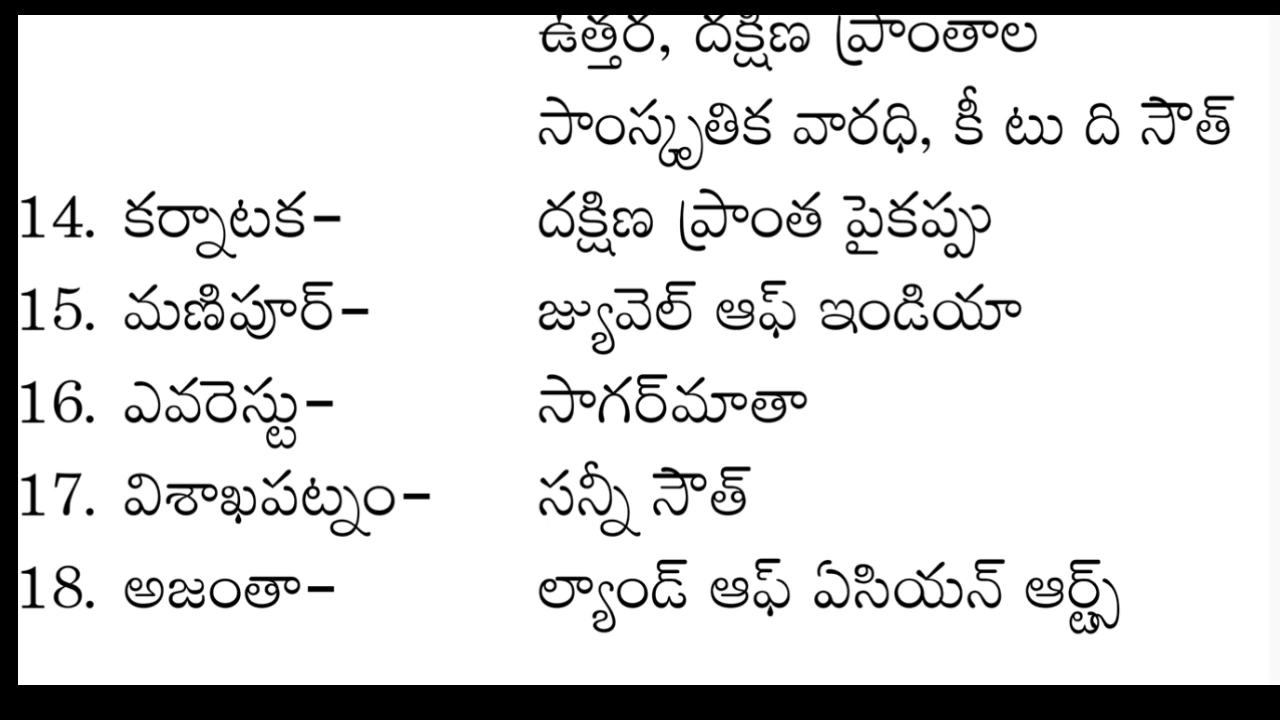 ఉత్తర, దక్షిణ ప్రాంతాల
సాంస్కృతిక వారధి, కీ టు ది సౌత్
14. కర్నాటక- దక్షిణ ప్రాంత పైకప్పు
15. మణిపూర్- జ్యువెల్ ఆఫ్ ఇండియా
16. ఎవరెస్టు- సాగర్‌మాతా
17. విశాఖపట్నం- సన్నీ సౌత్
18. అజంతా- ల్యాండ్ ఆఫ్ ఏసియన్ ఆర్ట్స్